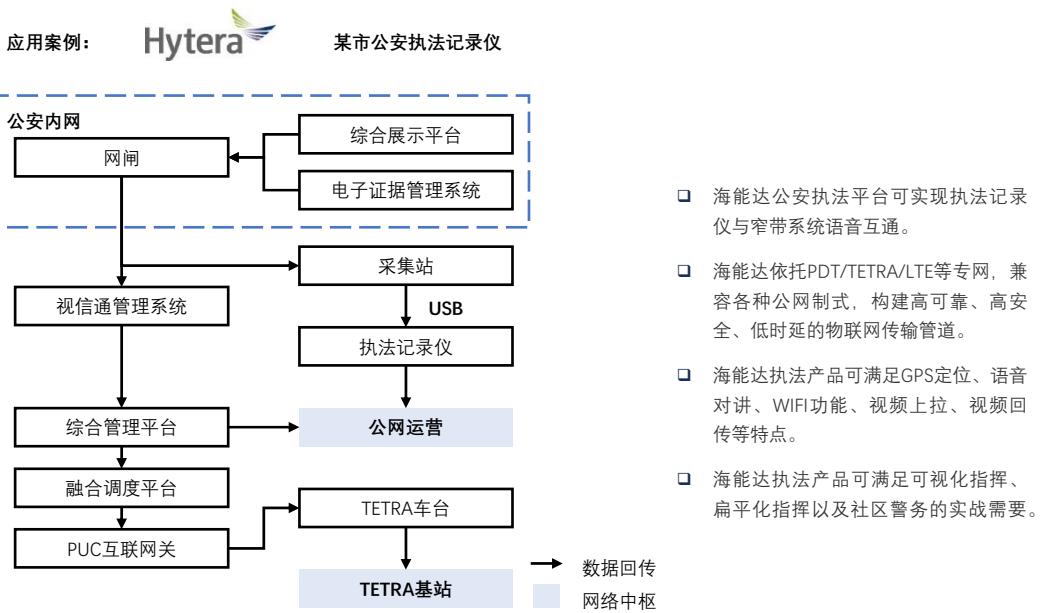 应用案例：
Hytera
某市公安执法记录仪
公安内网
网闸
综合展示平台
电子证据管理系统
采集站
视信通管理系统
USB
执法记录仪
综合管理平台
公网运营
融合调度平台
TETRA车台
PUC互联网关
TETRA基站
数据回传
网络中枢
海能达公安执法平台可实现执法记录
仪与窄带系统语音互通。
海能达依托PDT/TETRA/LTE等专网，兼
容各种公网制式，构建高可靠、高安
全、低时延的物联网传输管道。
海能达执法产品可满足GPS定位、语音
对讲、WIFI功能、视频上拉、视频回
传等特点。
海能达执法产品可满足可视化指挥、
扁平化指挥以及社区警务的实战需要。